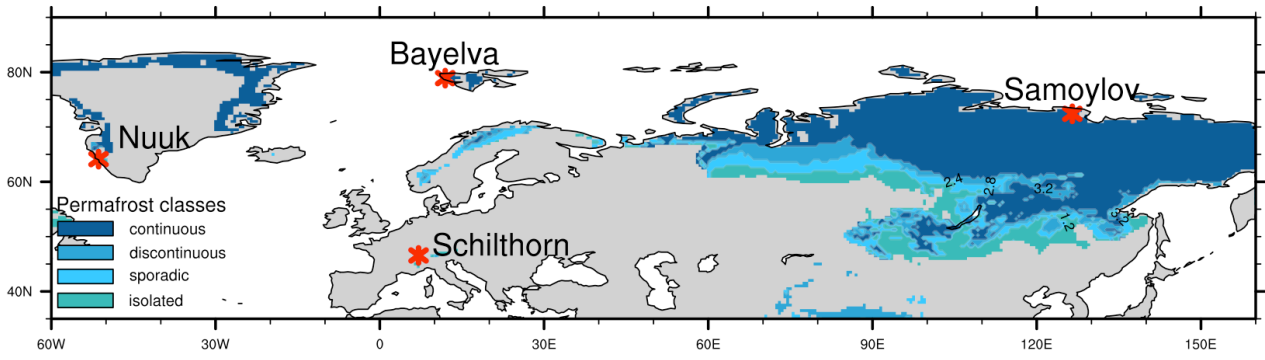 Bayelva
80N
Samoylov
Nuuk
60N
2.4
2.8
3.2
Permafrost classes
continuous
1.2
discontinuous
Schilthorn
sporadic
40N
isolated
60W 30W 0 30E 60E 90E 120E 150E